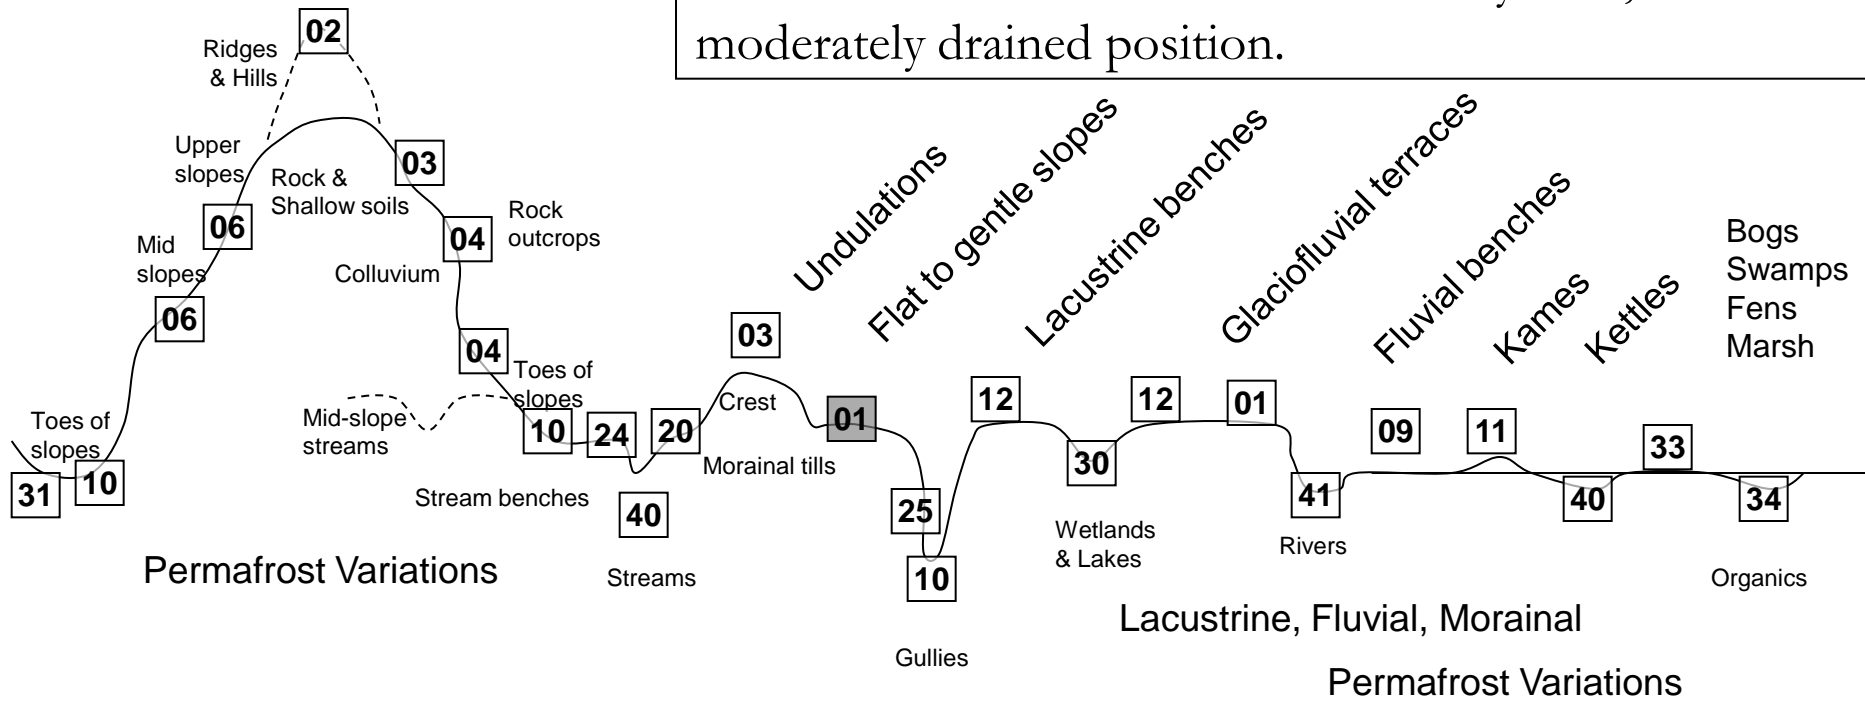 moderately drained position.
02
Ridges
& Hills
Upper
slopes
03
Rock &
Shallow soils
06
Rock
outcrops
04
Mid
slopes
Colluvium
06
04
Toes of
slopes
Mid-slope
streams
Toes of
slopes
31
10
10
24
20
Crest
03
Morainal tills
Stream benches
40
Streams
Permafrost Variations
Undulations
Flat to gentle slopes
Lacustrine benches
Glaciofluvial terraces
Fluvial benches
Kames
Kettles
Bogs
Swamps
Fens
Marsh
01
12
12
01
09
11
33
30
25
41
40
34
10
Wetlands
& Lakes
Rivers
Organics
Gullies
Lacustrine, Fluvial, Morainal
Permafrost Variations